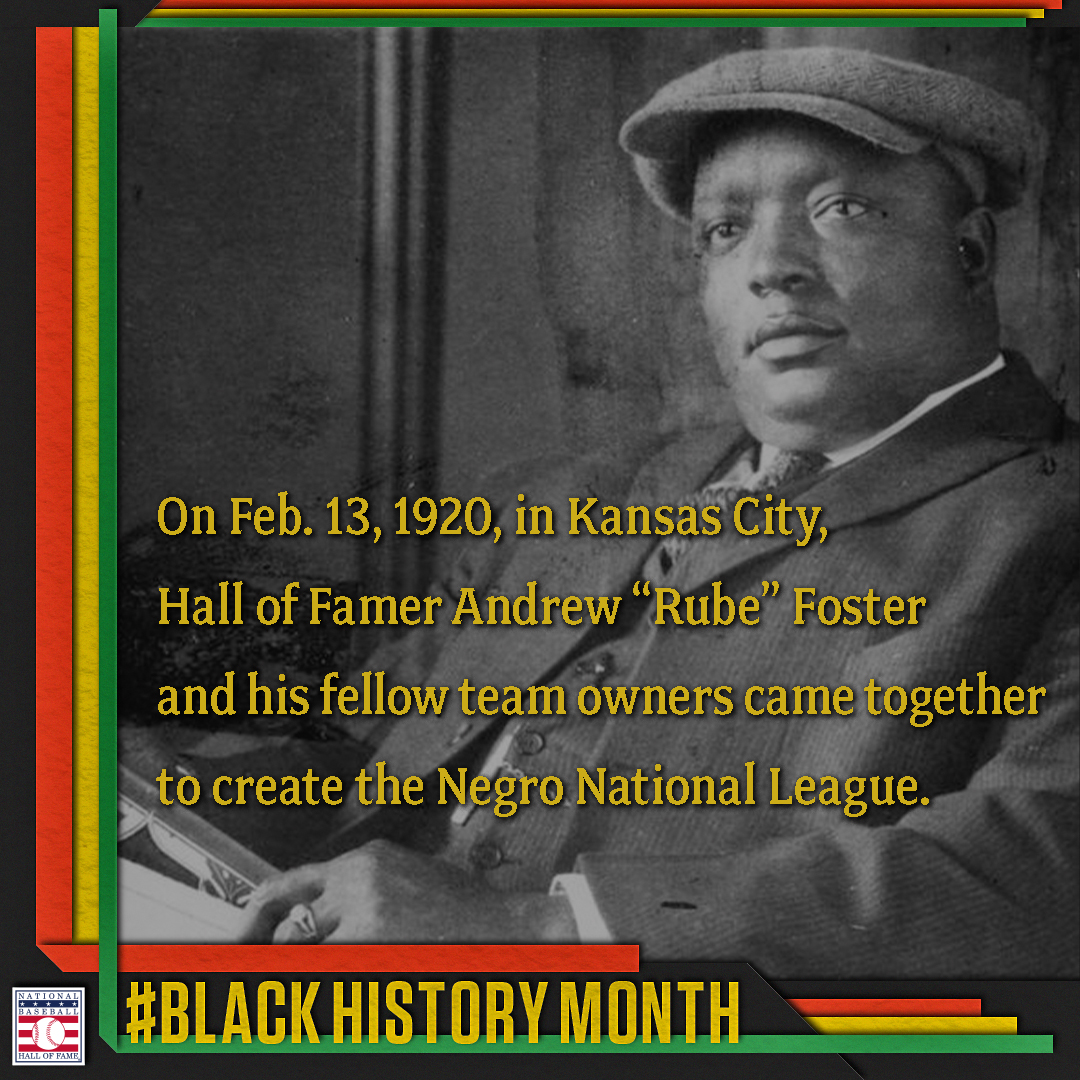 On Feb. 13, 1920, in Kansas City,
Hall of Famer Andrew “Rube” Foster
and his fellow team owners came together
to create the Negro National League.
#BLACK HISTORY MONTH
NATIONAL
BASEBALL
HALL OF FAME